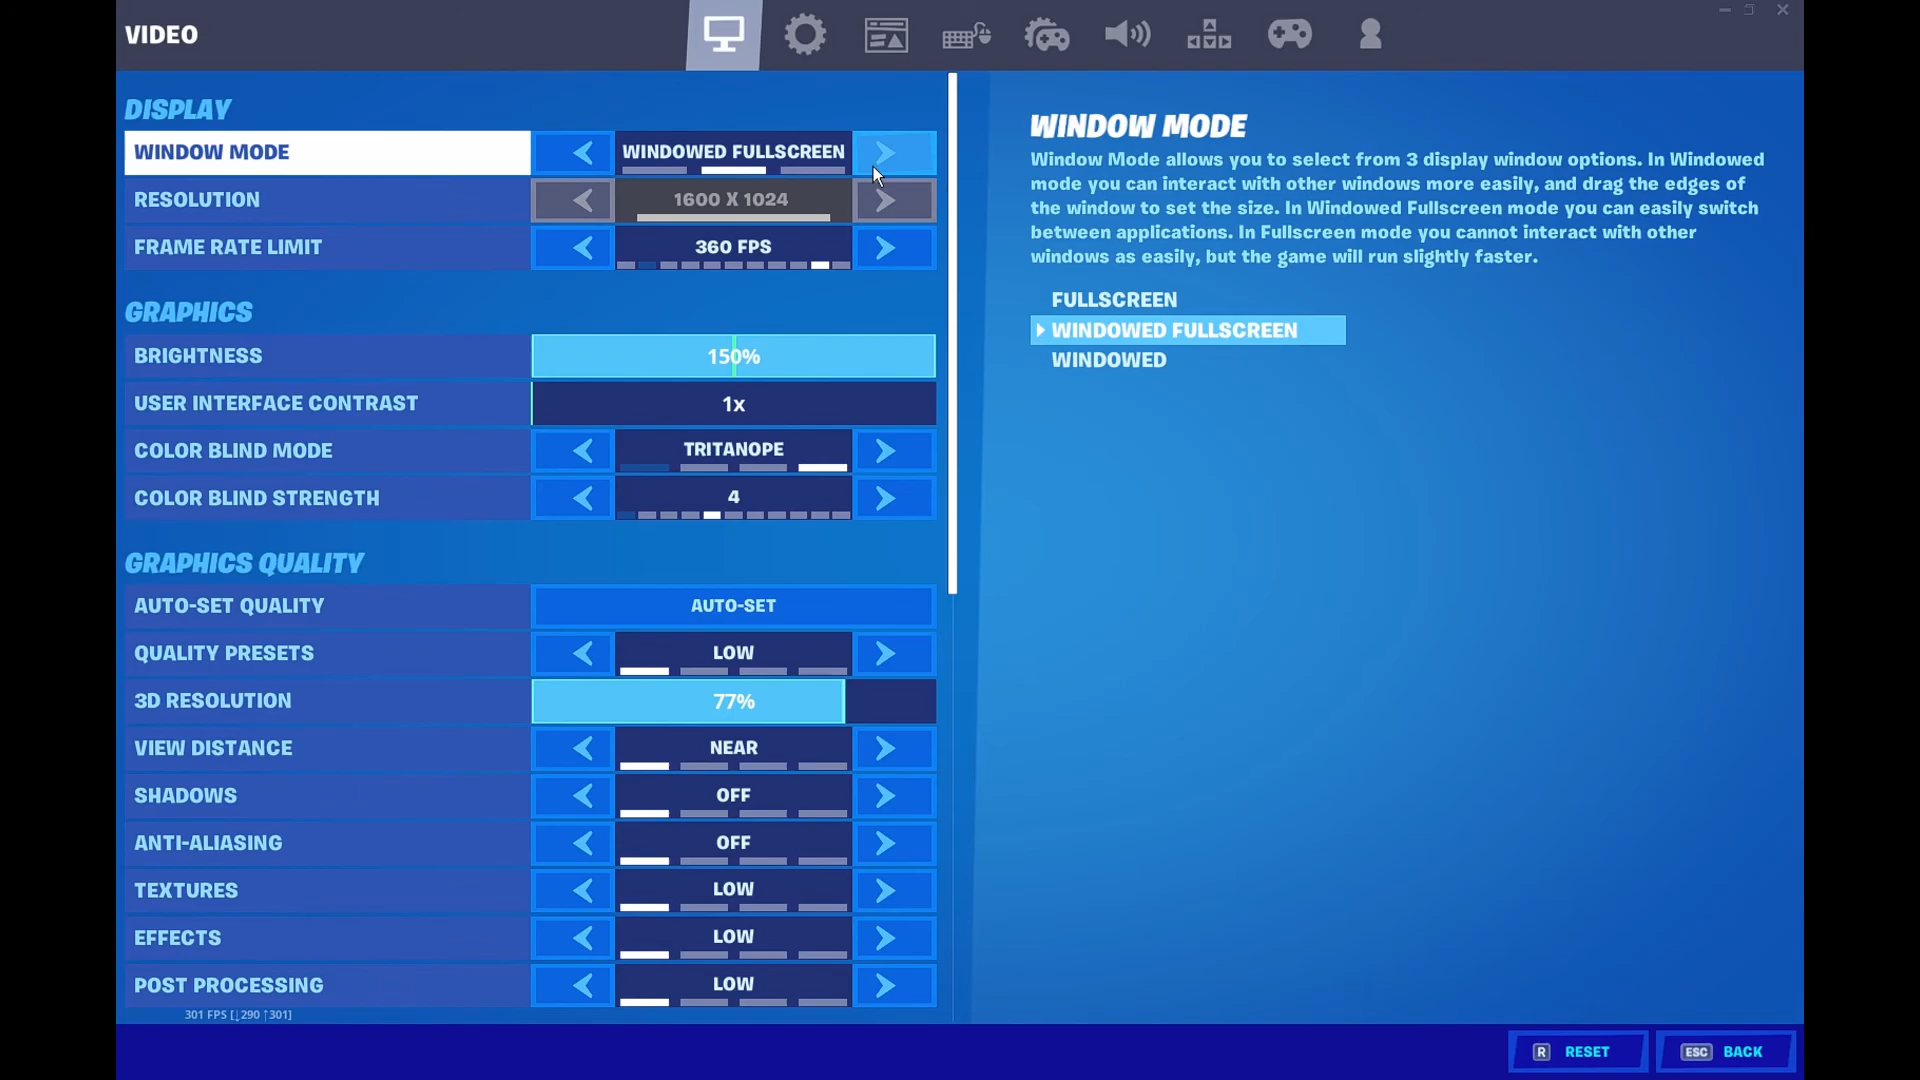 VIDEO
DISPLAY
WINDOW MODE
WINDOWED FULLSCREEN
RESOLUTION
1600 X 1024
FRAME RATE LIMIT
360 FPS
GRAPHICS
BRIGHTNESS
150%
USER INTERFACE CONTRAST
1x
COLOR BLIND MODE
TRITANOPE
COLOR BLIND STRENGTH
4
GRAPHICS QUALITY
AUTO-SET QUALITY
AUTO-SET
QUALITY PRESETS
LOW
3D RESOLUTION
77%
VIEW DISTANCE
NEAR
SHADOWS
OFF
ANTI-ALIASING
OFF
TEXTURES
LOW
EFFECTS
LOW
POST PROCESSING
LOW
301 FPS [↓290 ↑301]
WINDOW MODE
Window Mode allows you to select from 3 display window options. In Windowed
mode you can interact with other windows more easily, and drag the edges of
the window to set the size. In Windowed Fullscreen mode you can easily switch
between applications. In Fullscreen mode you cannot interact with other
windows as easily, but the game will run slightly faster.
FULLSCREEN
WINDOWED FULLSCREEN
WINDOWED
R RESET
ESC BACK